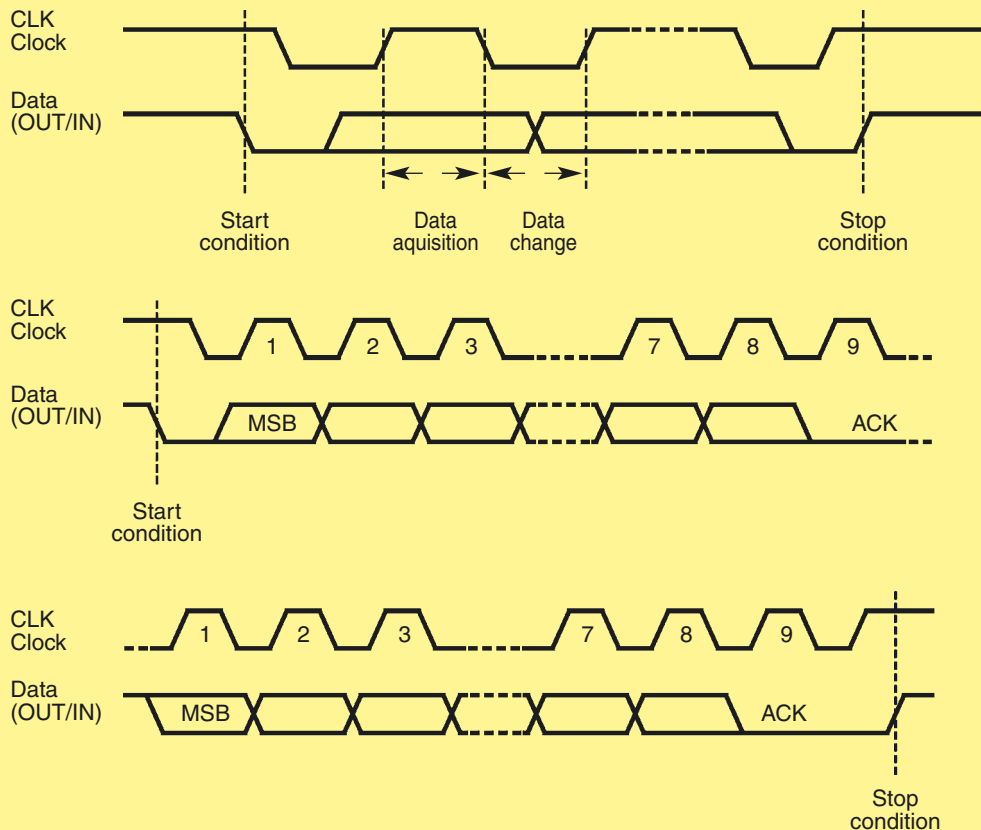 CLK
Clock
Data
(OUT/IN)
Start
condition
Data
aquisition
Data
change
Stop
condition
CLK
Clock
1 2 3 7 8 9
Data
(OUT/IN)
MSB ACK
Start
condition
CLK
Clock
1 2 3 7 8 9
Data
(OUT/IN)
MSB ACK
Stop
condition